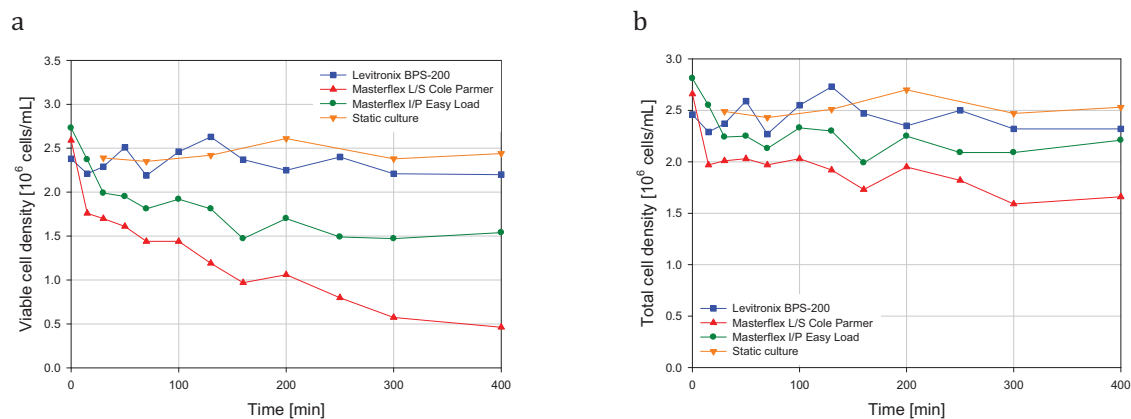 a
Viable cell density [10⁶ cells/mL]
3.5
3.0
2.5
2.0
1.5
1.0
0.5
0.0
Levitronix BPS-200
Masterflex L/S Cole Parmer
Masterflex I/P Easy Load
Static culture
0 100 200 300 400
Time [min]
b
Total cell density [10⁶ cells/mL]
3.0
2.5
2.0
1.5
1.0
0.5
0.0
Levitronix BPS-200
Masterflex L/S Cole Parmer
Masterflex I/P Easy Load
Static culture
0 100 200 300 400
Time [min]